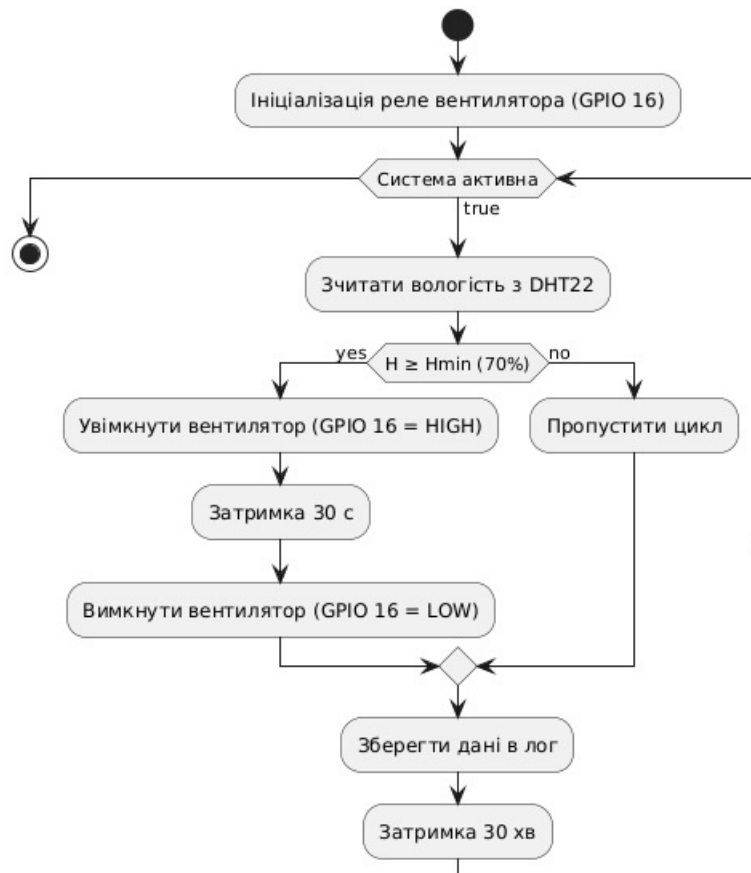 Ініціалізація реле вентилятора (GPIO 16)
Система активна
true
Зчитати вологість з DHT22
yes
H ≥ Hmin (70%)
no
Увімкнути вентилятор (GPIO 16 = HIGH)
Пропустити цикл
Затримка 30 с
Вимкнути вентилятор (GPIO 16 = LOW)
Зберегти дані в лог
Затримка 30 хв